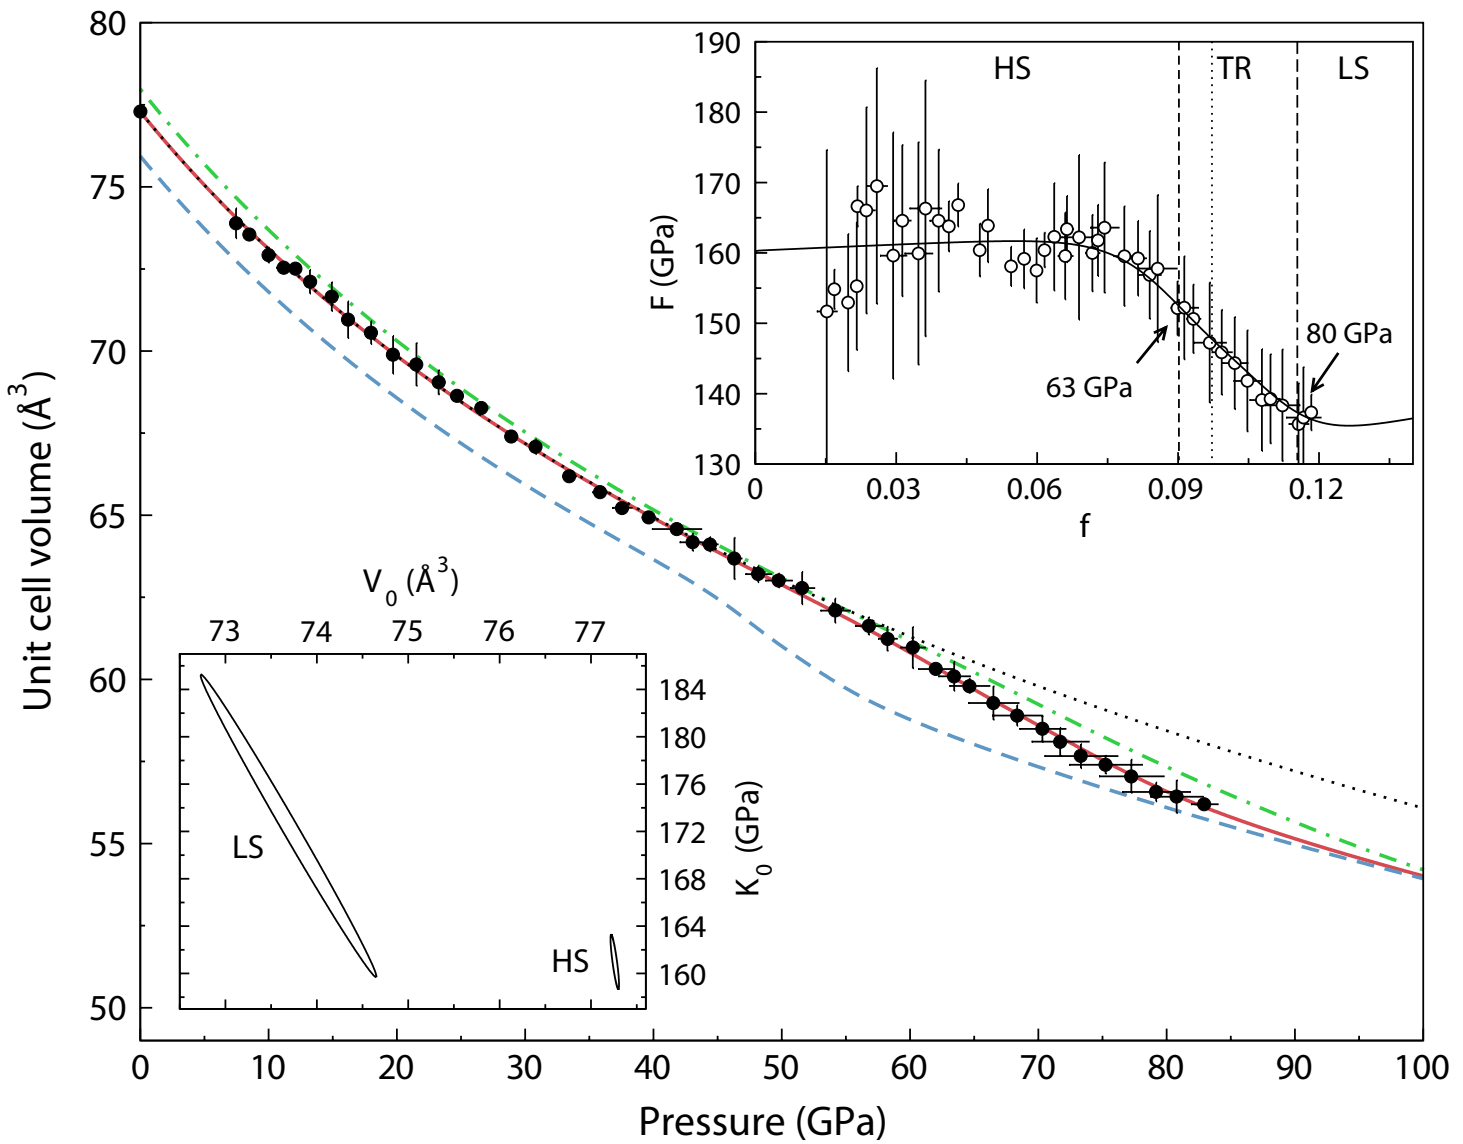 80
75
70
65
60
55
50
Unit cell volume (Å³)
0 10 20 30 40 50 60 70 80 90 100
Pressure (GPa)
190
180
170
160
150
140
130
F (GPa)
HS TR LS
63 GPa
80 GPa
0 0.03 0.06 0.09 0.12
f
V₀ (Å³)
73 74 75 76 77
LS
HS
184
180
176
172
168
164
160
K₀ (GPa)